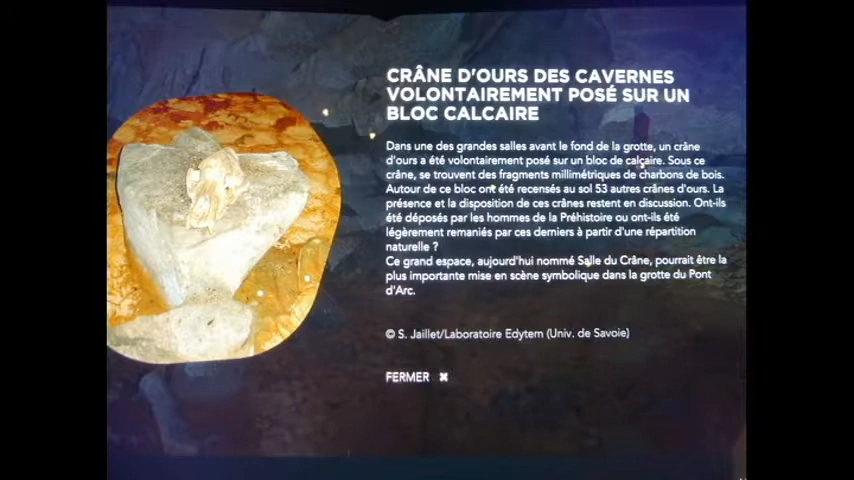 CRÂNE D'OURS DES CAVERNES
VOLONTAIREMENT POSÉ SUR UN
BLOC CALCAIRE
Dans une des grandes salles avant le fond de la grotte, un crâne
d'ours a été volontairement posé sur un bloc de calcaire. Sous ce
crâne, se trouvent des fragments millimétriques de charbons de bois.
Autour de ce bloc ont été recensés au sol 53 autres crânes d'ours. La
présence et la disposition de ces crânes restent en discussion. Ont-ils
été déposés par les hommes de la Préhistoire ou ont-ils été
légèrement remaniés par ces derniers à partir d'une répartition
naturelle ?
Ce grand espace, aujourd'hui nommé Salle du Crâne, pourrait être la
plus importante mise en scène symbolique dans la grotte du Pont
d'Arc.
© S. Jaillet/Laboratoire Edytem (Univ. de Savoie)
FERMER ✖